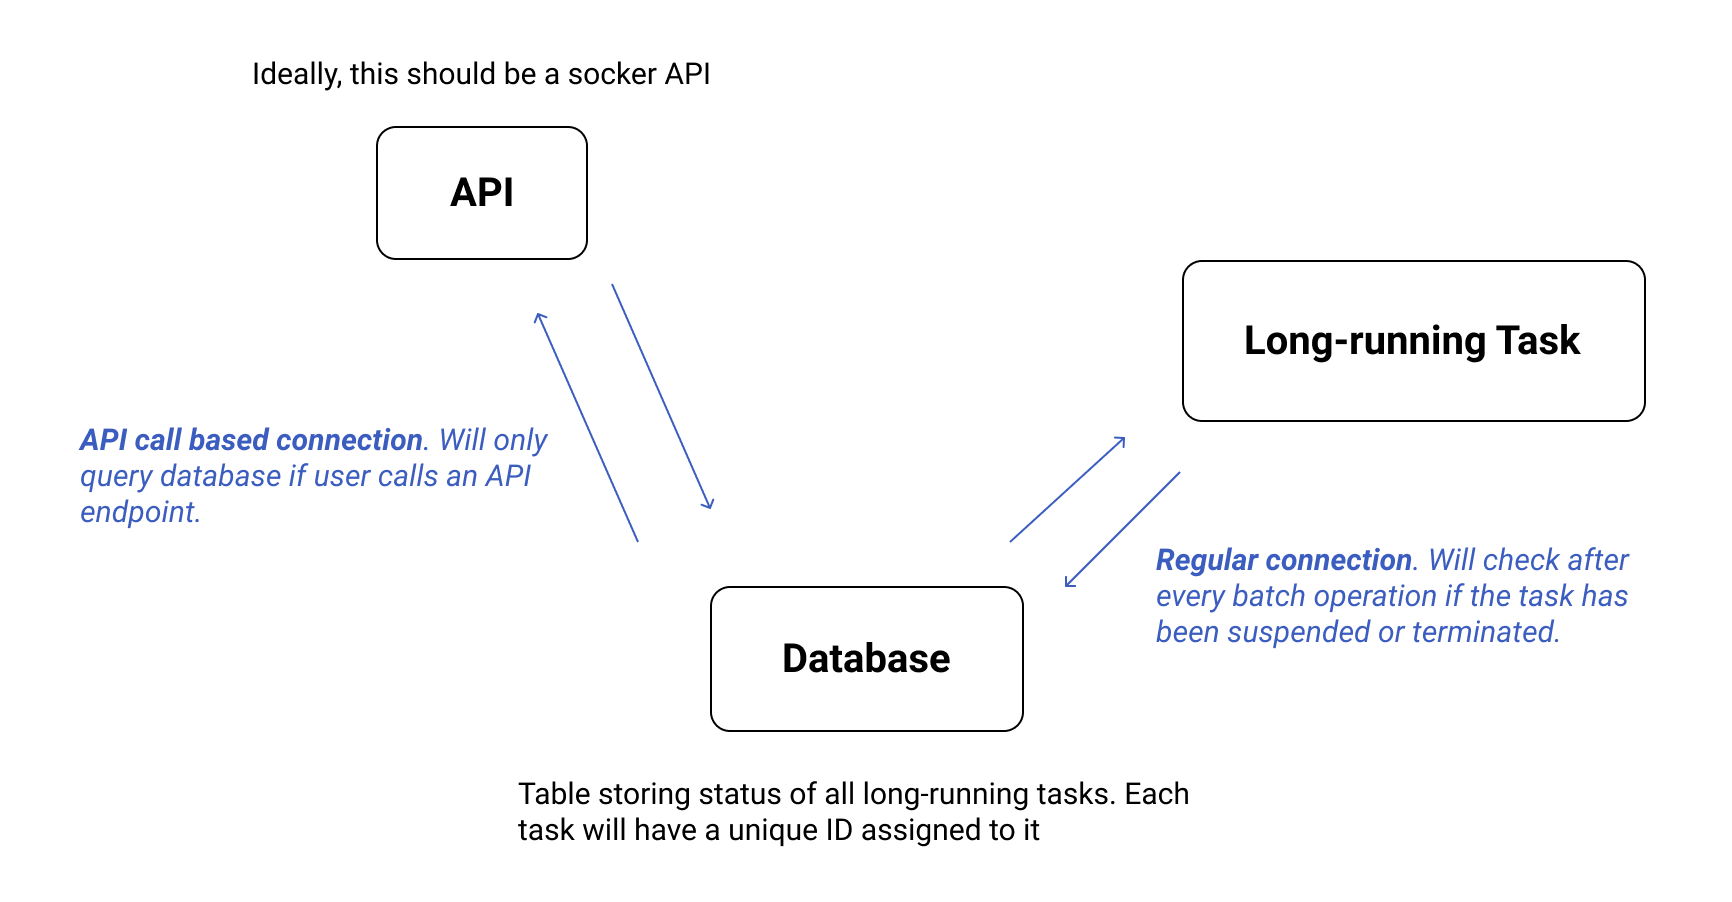 Ideally, this should be a socker API
API
Long-running Task
API call based connection. Will only
query database if user calls an API
endpoint.
Regular connection. Will check after
every batch operation if the task has
been suspended or terminated.
Database
Table storing status of all long-running tasks. Each
task will have a unique ID assigned to it